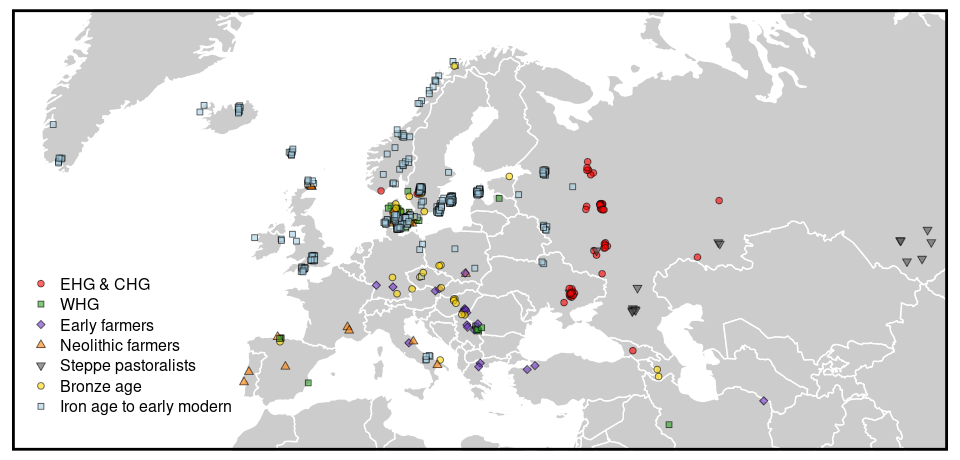 EHG & CHG
WHG
Early farmers
Neolithic farmers
Steppe pastoralists
Bronze age
Iron age to early modern